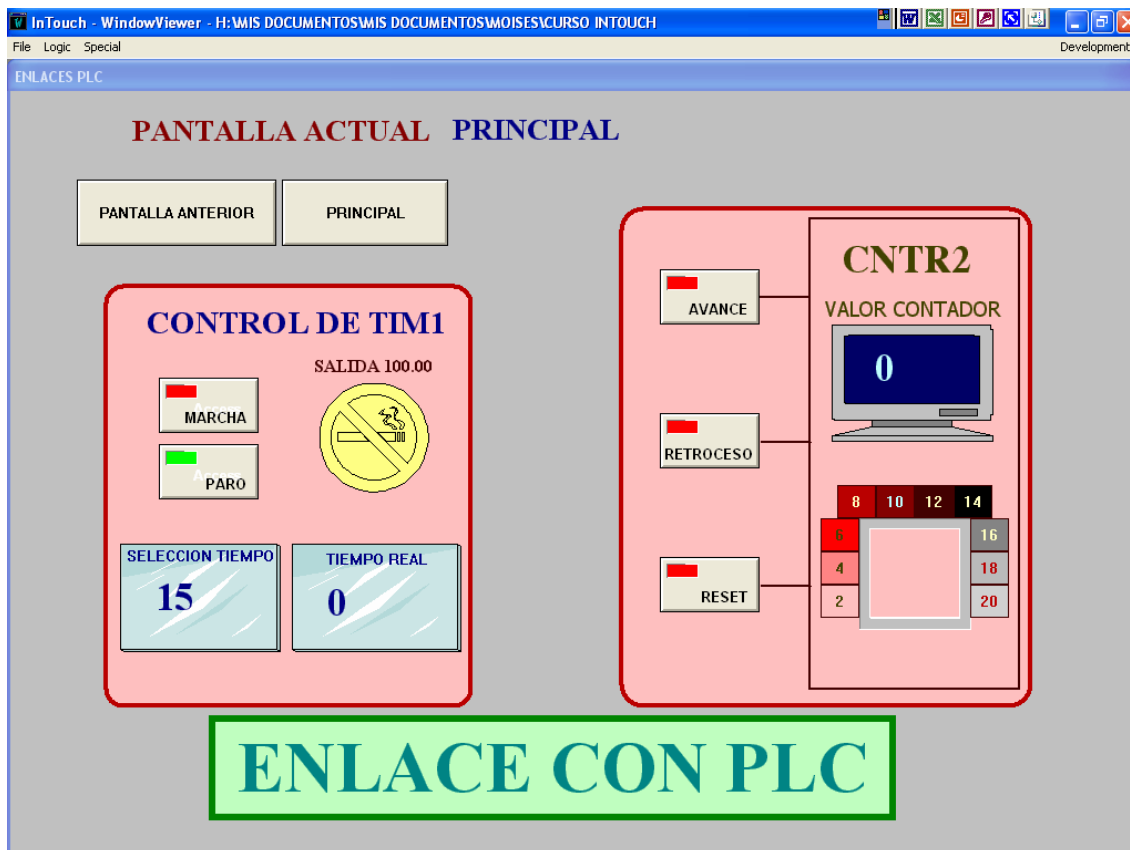 InTouch - WindowViewer - H:\MIS DOCUMENTOS\MIS DOCUMENTOS\MOISES\CURSO INTOUCH
File Logic Special Development
ENLACES PLC
PANTALLA ACTUAL PRINCIPAL
PANTALLA ANTERIOR
PRINCIPAL
CONTROL DE TIM1
SALIDA 100.00
MARCHA
PARO
SELECCION TIEMPO
15
TIEMPO REAL
0
CNTR2
AVANCE
VALOR CONTADOR
0
RETROCESO
8 10 12 14
6 16
4 18
RESET
2 20
ENLACE CON PLC